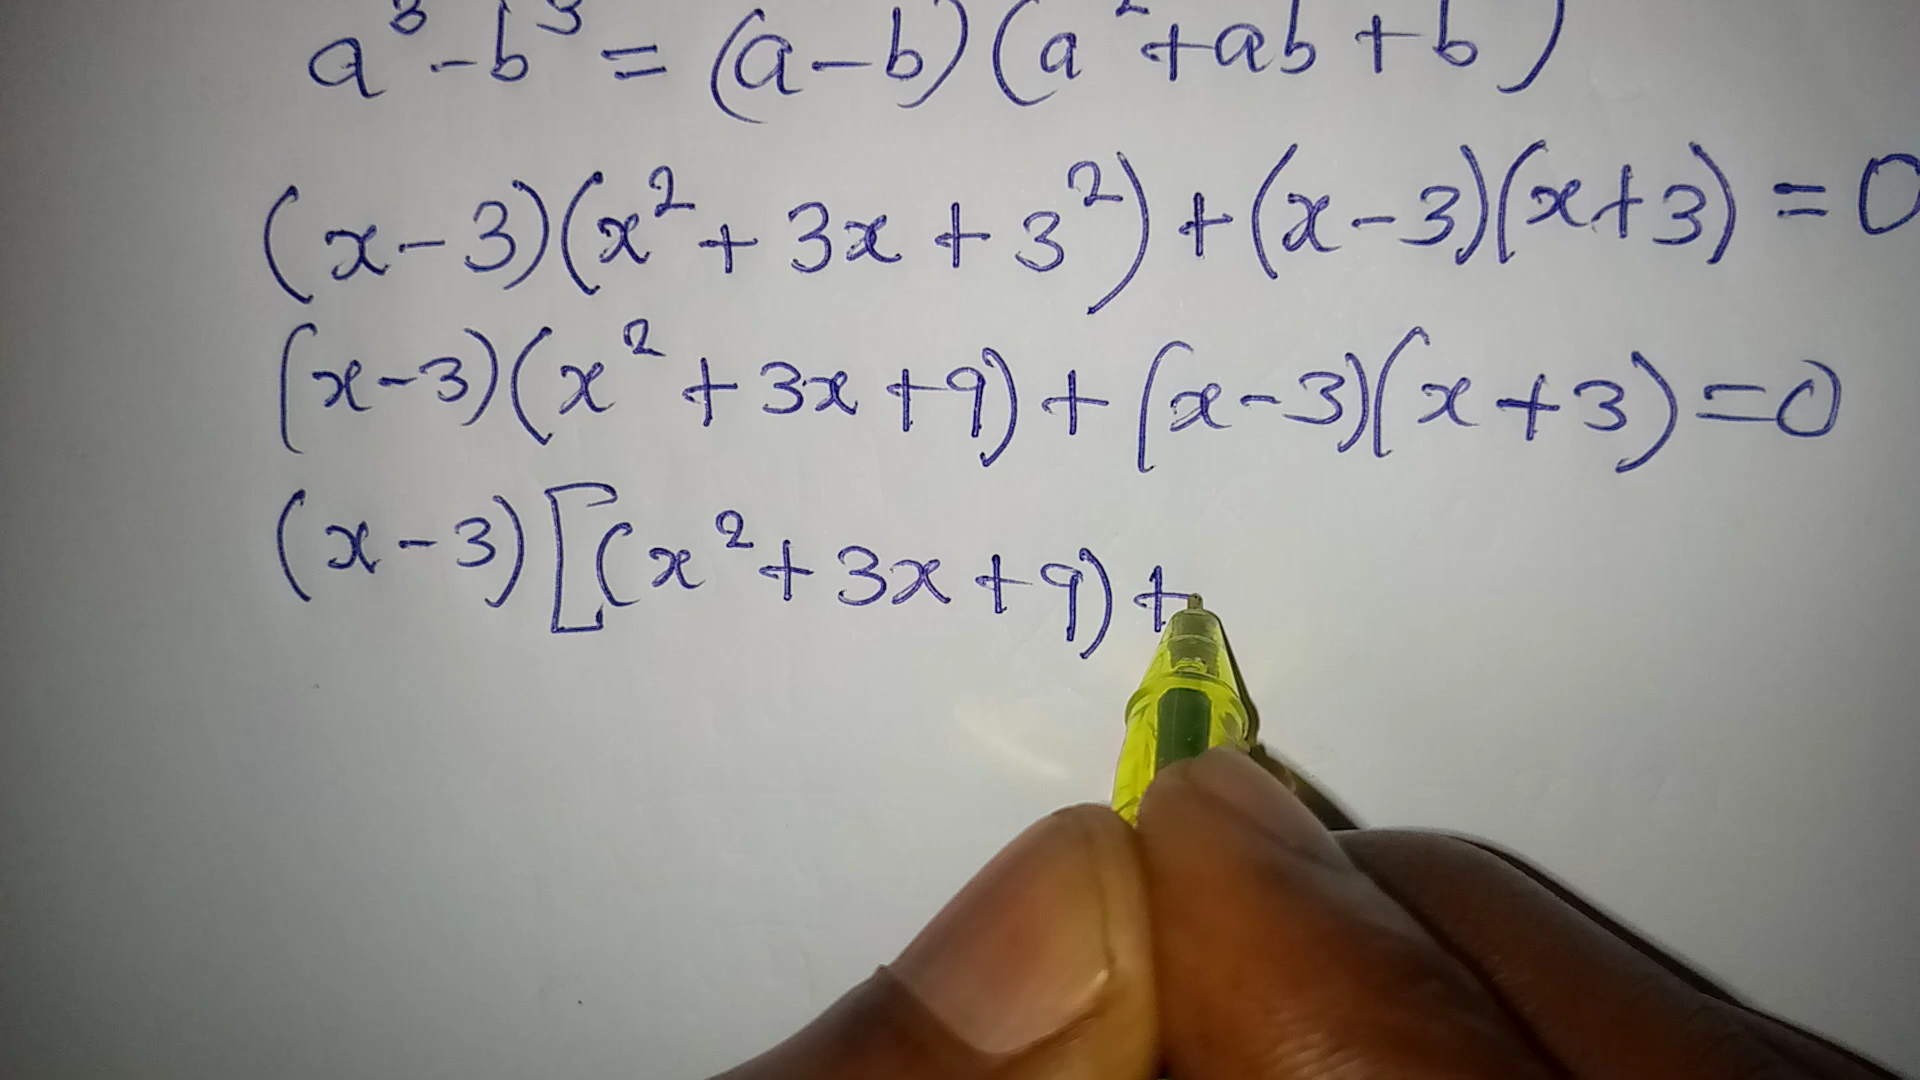 a³-b³ = (a-b)(a²+ab+b)
(x-3)(x²+3x+3²)+(x-3)(x+3)=0
(x-3)(x²+3x+9)+(x-3)(x+3)=0
(x-3)[(x²+3x+9)+